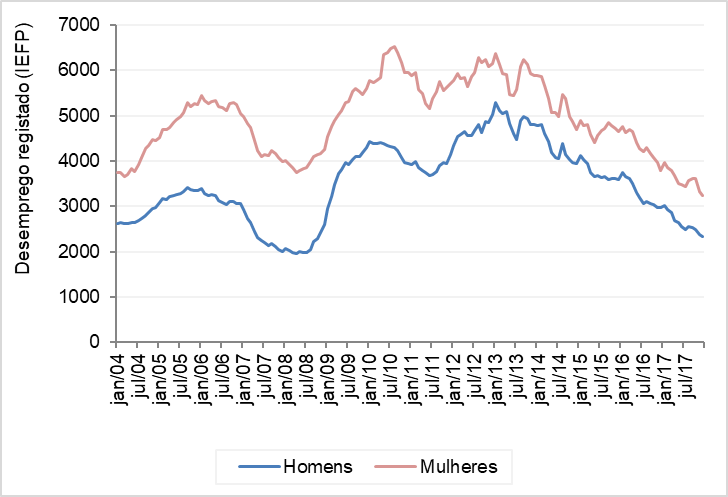 Desemprego registado (IEFP)
7000
6000
5000
4000
3000
2000
1000
0
jan/04
jul/04
jan/05
jul/05
jan/06
jul/06
jan/07
jul/07
jan/08
jul/08
jan/09
jul/09
jan/10
jul/10
jan/11
jul/11
jan/12
jul/12
jan/13
jul/13
jan/14
jul/14
jan/15
jul/15
jan/16
jul/16
jan/17
jul/17
Homens Mulheres